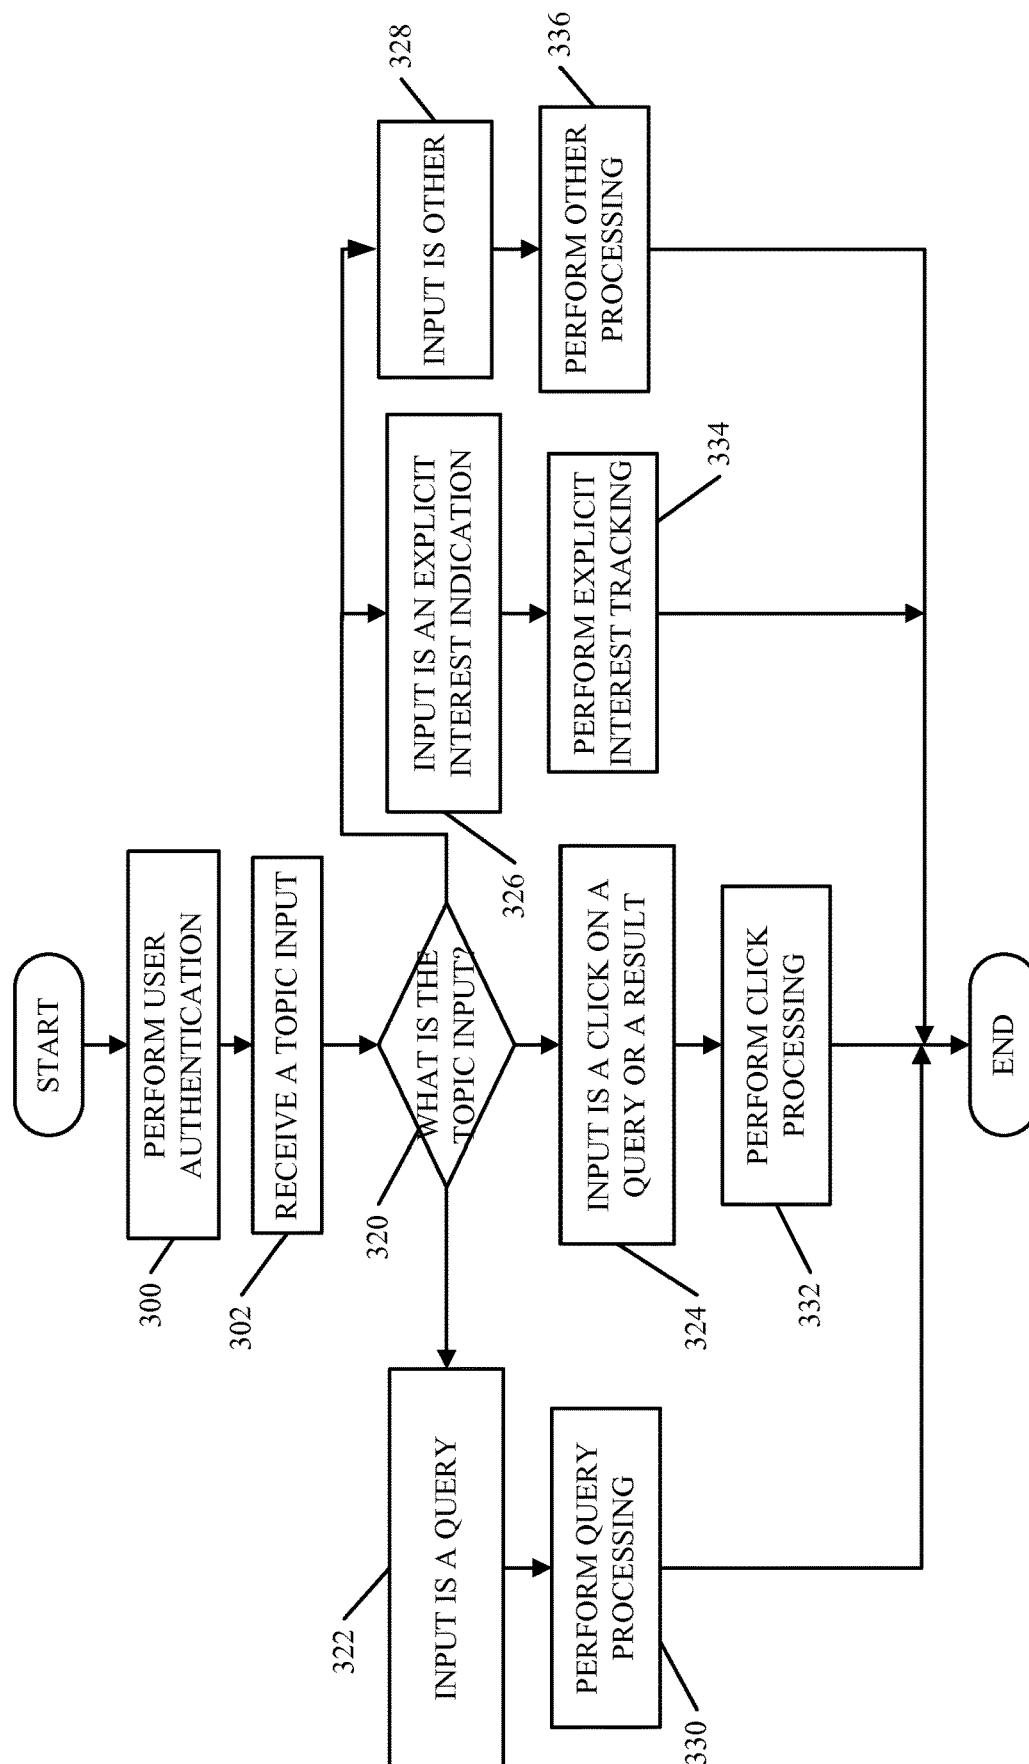 START
PERFORM USER
AUTHENTICATION
300
RECEIVE A TOPIC INPUT
302
WHAT IS THE
TOPIC INPUT?
320
INPUT IS A QUERY
322
PERFORM QUERY
PROCESSING
330
INPUT IS A CLICK ON A
QUERY OR A RESULT
324
PERFORM CLICK
PROCESSING
332
INPUT IS AN EXPLICIT
INTEREST INDICATION
326
PERFORM EXPLICIT
INTEREST TRACKING
334
INPUT IS OTHER
328
PERFORM OTHER
PROCESSING
336
END